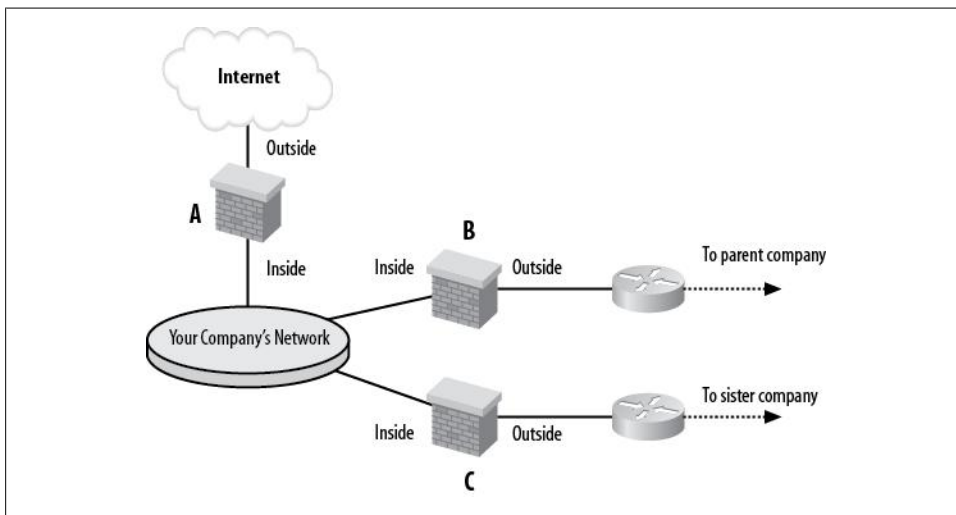 Internet
Outside
A
Inside
B
Inside
Outside
To parent company
Your Company's Network
To sister company
Inside
Outside
C